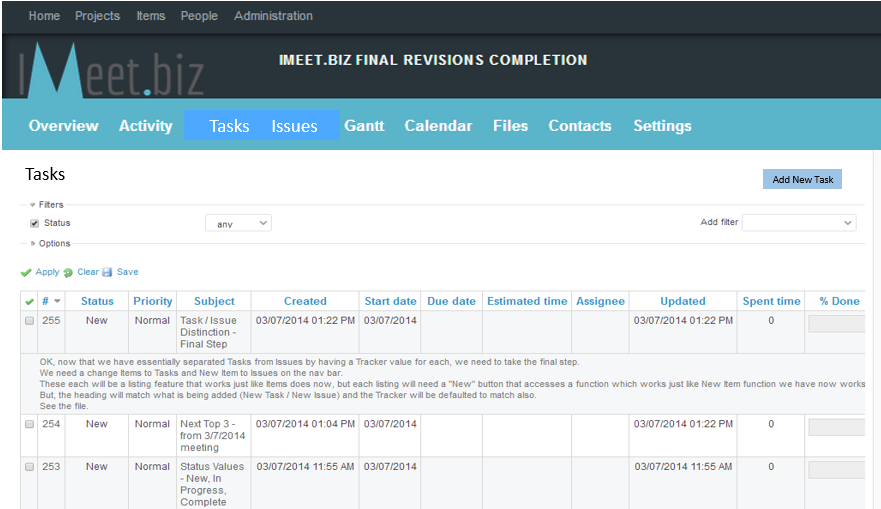 Home Projects Items People Administration
IMeet.biz
IMEET.BIZ FINAL REVISIONS COMPLETION
Overview Activity Tasks Issues Gantt Calendar Files Contacts Settings
Tasks
Add New Task
Filters
Status any Add filter
Options
Apply Clear Save
# Status Priority Subject Created Start date Due date Estimated time Assignee Updated Spent time % Done
255 New Normal Task / Issue 03/07/2014 01:22 PM 03/07/2014 03/07/2014 01:22 PM 0
Distinction -
Final Step
OK, now that we have essentially separated Tasks from Issues by having a Tracker value for each, we need to take the final step.
We need a change Items to Tasks and New Item to Issues on the nav bar.
These each will be a listing feature that works just like Items does now, but each listing will need a "New" button that accesses a function which works just like New Item function we have now works
But, the heading will match what is being added (New Task / New Issue) and the Tracker will be defaulted to match also.
See the file.
254 New Normal Next Top 3 - 03/07/2014 01:04 PM 03/07/2014 03/07/2014 01:22 PM 0
from 3/7/2014
meeting
253 New Normal Status Values 03/07/2014 11:55 AM 03/07/2014 03/07/2014 11:55 AM 0
- New, In
Progress,
Complete